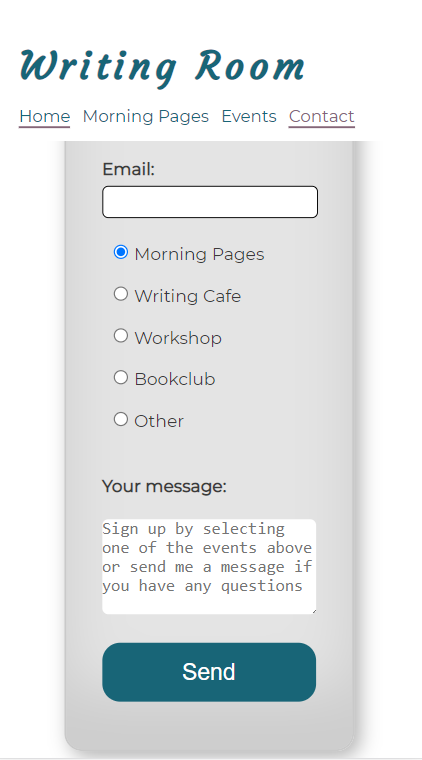 Writing Room
Home Morning Pages Events Contact
Email:
Morning Pages
Writing Cafe
Workshop
Bookclub
Other
Your message:
Sign up by selecting
one of the events above
or send me a message if
you have any questions
Send